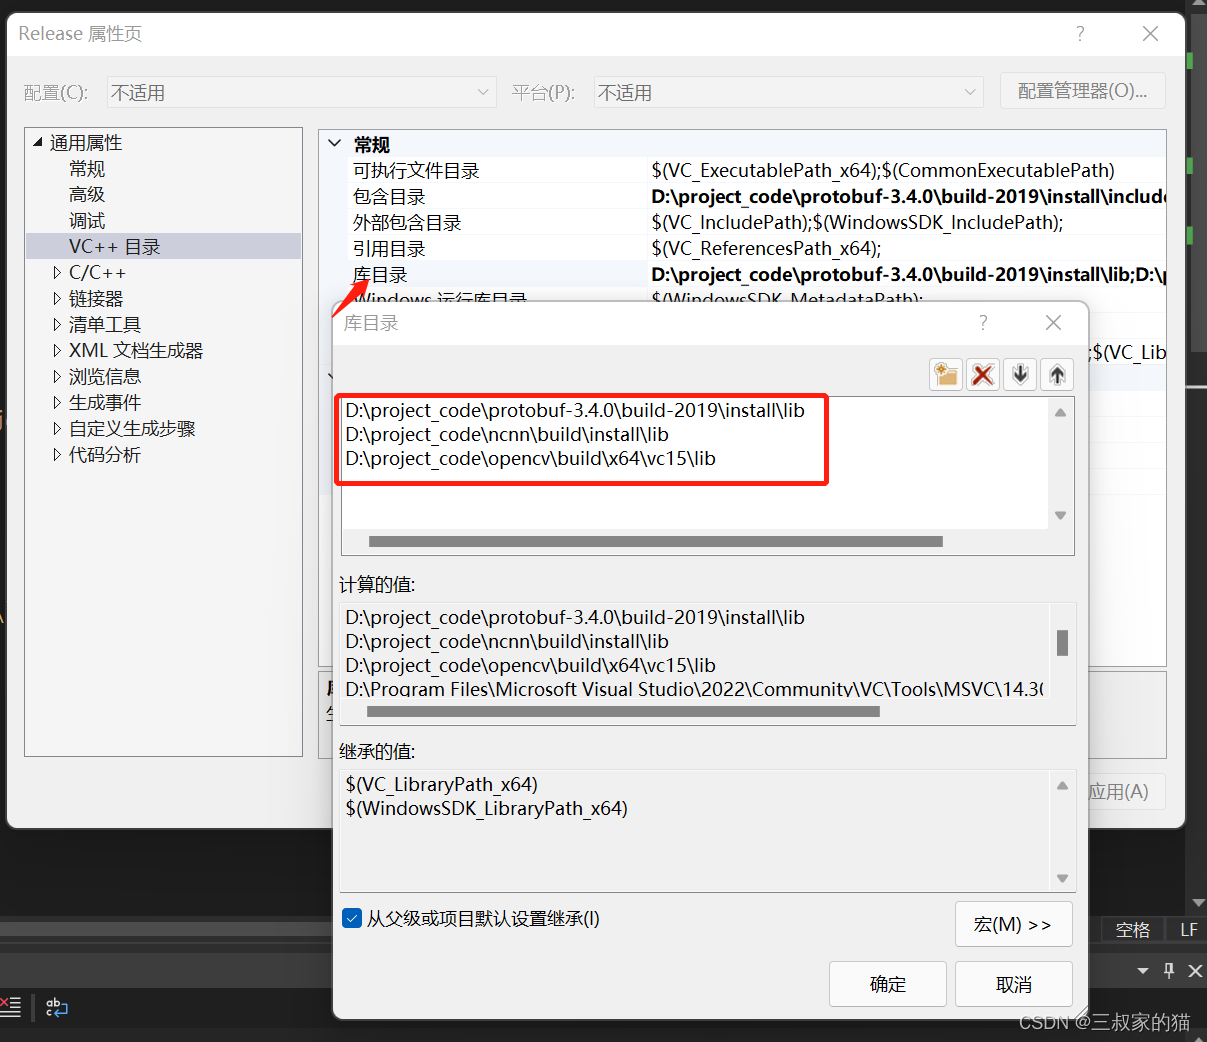 Release 属性页
配置(C):
不适用
平台(P):
不适用
配置管理器(O)...
通用属性
常规
高级
调试
VC++ 目录
C/C++
链接器
清单工具
XML 文档生成器
浏览信息
生成事件
自定义生成步骤
代码分析
常规
可执行文件目录 $(VC_ExecutablePath_x64);$(CommonExecutablePath)
包含目录 D:\project_code\protobuf-3.4.0\build-2019\install\include
外部包含目录 $(VC_IncludePath);$(WindowsSDK_IncludePath);
引用目录 $(VC_ReferencesPath_x64);
库目录 D:\project_code\protobuf-3.4.0\build-2019\install\lib;D:\p
Windows 运行库目录 $(WindowsSDK_MetadataPath);
;$(VC_Lib
库目录
D:\project_code\protobuf-3.4.0\build-2019\install\lib
D:\project_code\ncnn\build\install\lib
D:\project_code\opencv\build\x64\vc15\lib
计算的值:
D:\project_code\protobuf-3.4.0\build-2019\install\lib
D:\project_code\ncnn\build\install\lib
D:\project_code\opencv\build\x64\vc15\lib
D:\Program Files\Microsoft Visual Studio\2022\Community\VC\Tools\MSVC\14.30
继承的值:
$(VC_LibraryPath_x64)
$(WindowsSDK_LibraryPath_x64)
从父级或项目默认设置继承(I)
宏(M) >>
确定
取消
应用(A)
空格
LF
CSDN @三叔家的猫